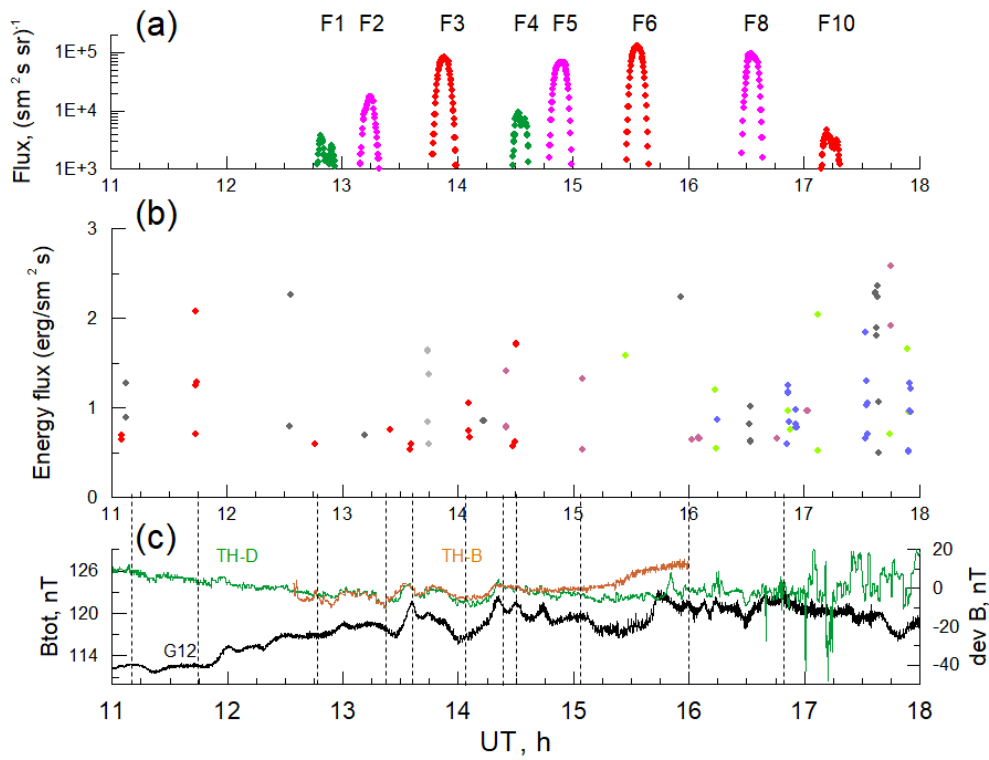 (a) F1 F2 F3 F4 F5 F6 F8 F10
Flux, (sm² s sr)⁻¹
1E+5
1E+4
1E+3
11 12 13 14 15 16 17 18
(b)
Energy flux (erg/sm² s)
3
2
1
0
11 12 13 14 15 16 17 18
(c) TH-D TH-B
Btot, nT
126
120
114
G12
20
0
-20
-40
dev B, nT
11 12 13 14 15 16 17 18
UT, h